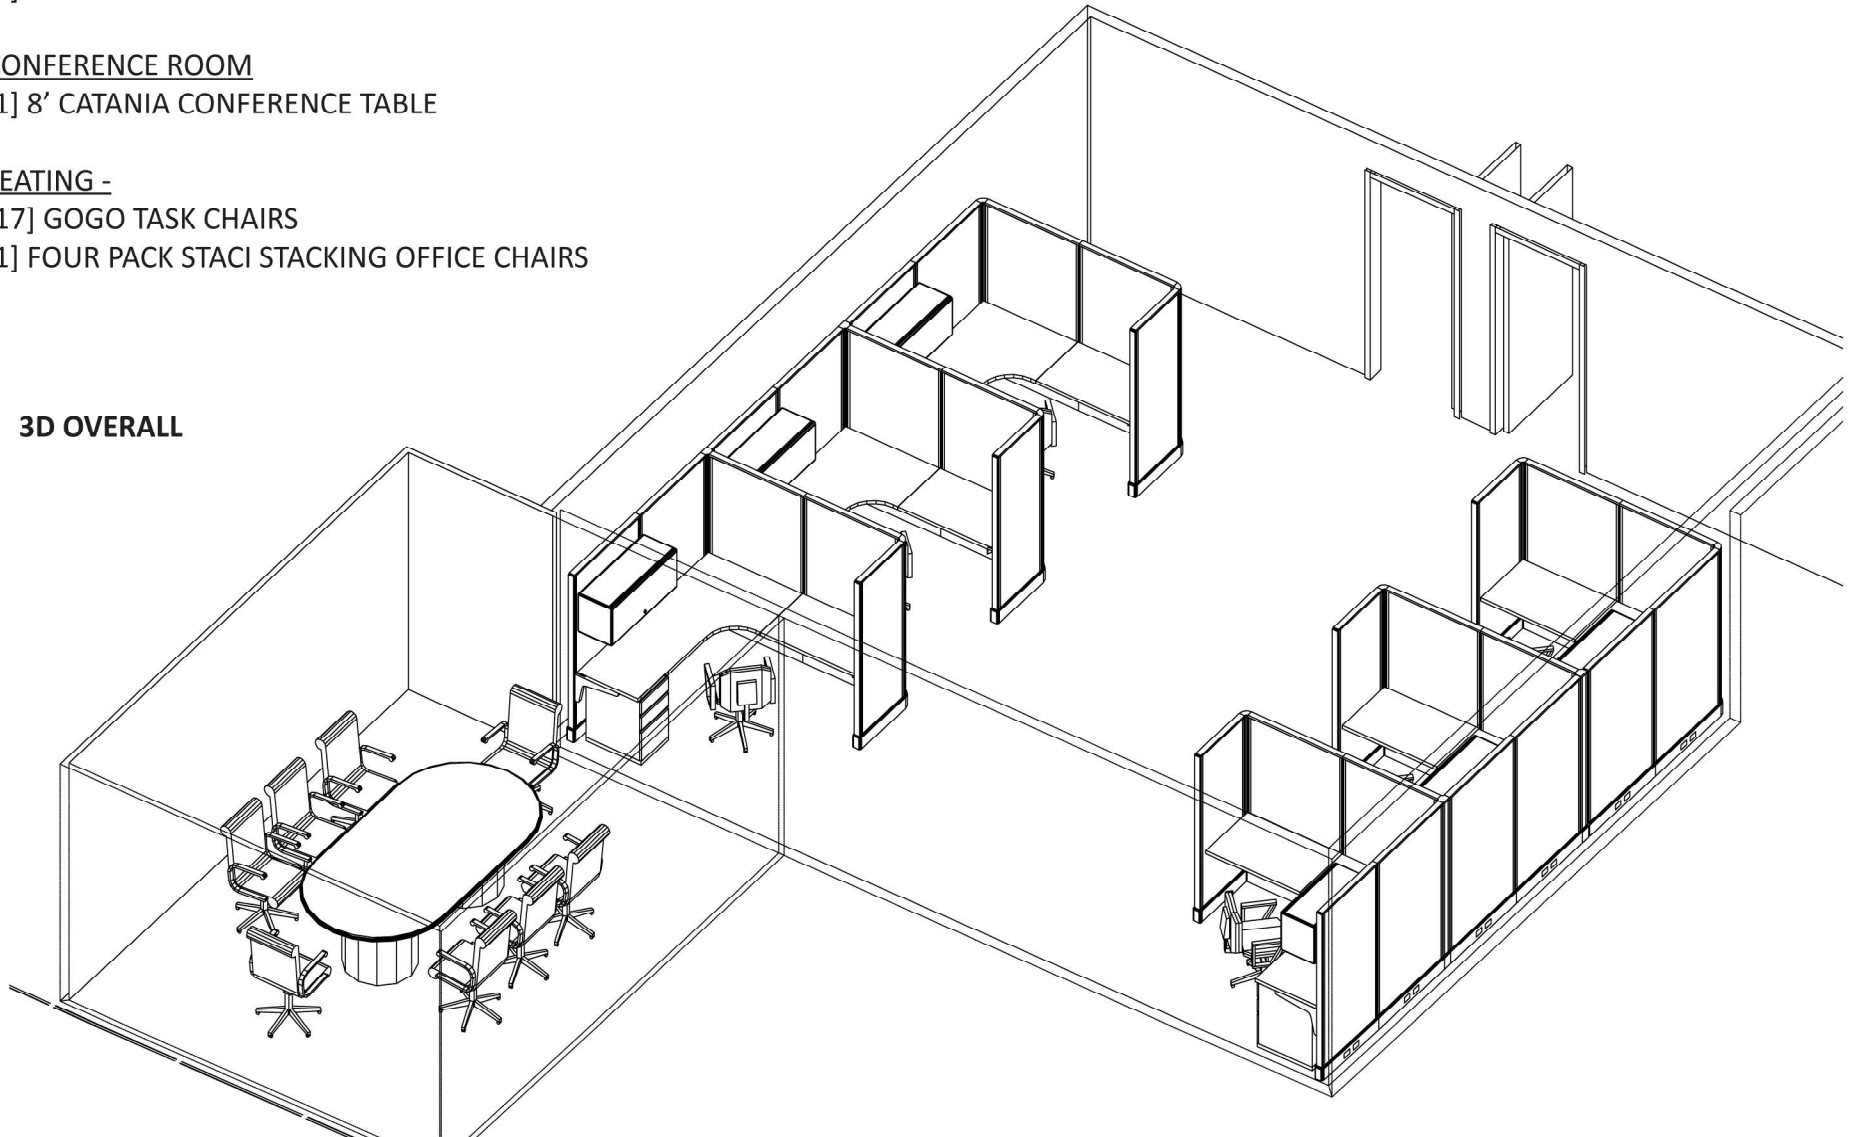 ]
ONFERENCE ROOM
1] 8’ CATANIA CONFERENCE TABLE
EATING -
17] GOGO TASK CHAIRS
1] FOUR PACK STACI STACKING OFFICE CHAIRS
3D OVERALL